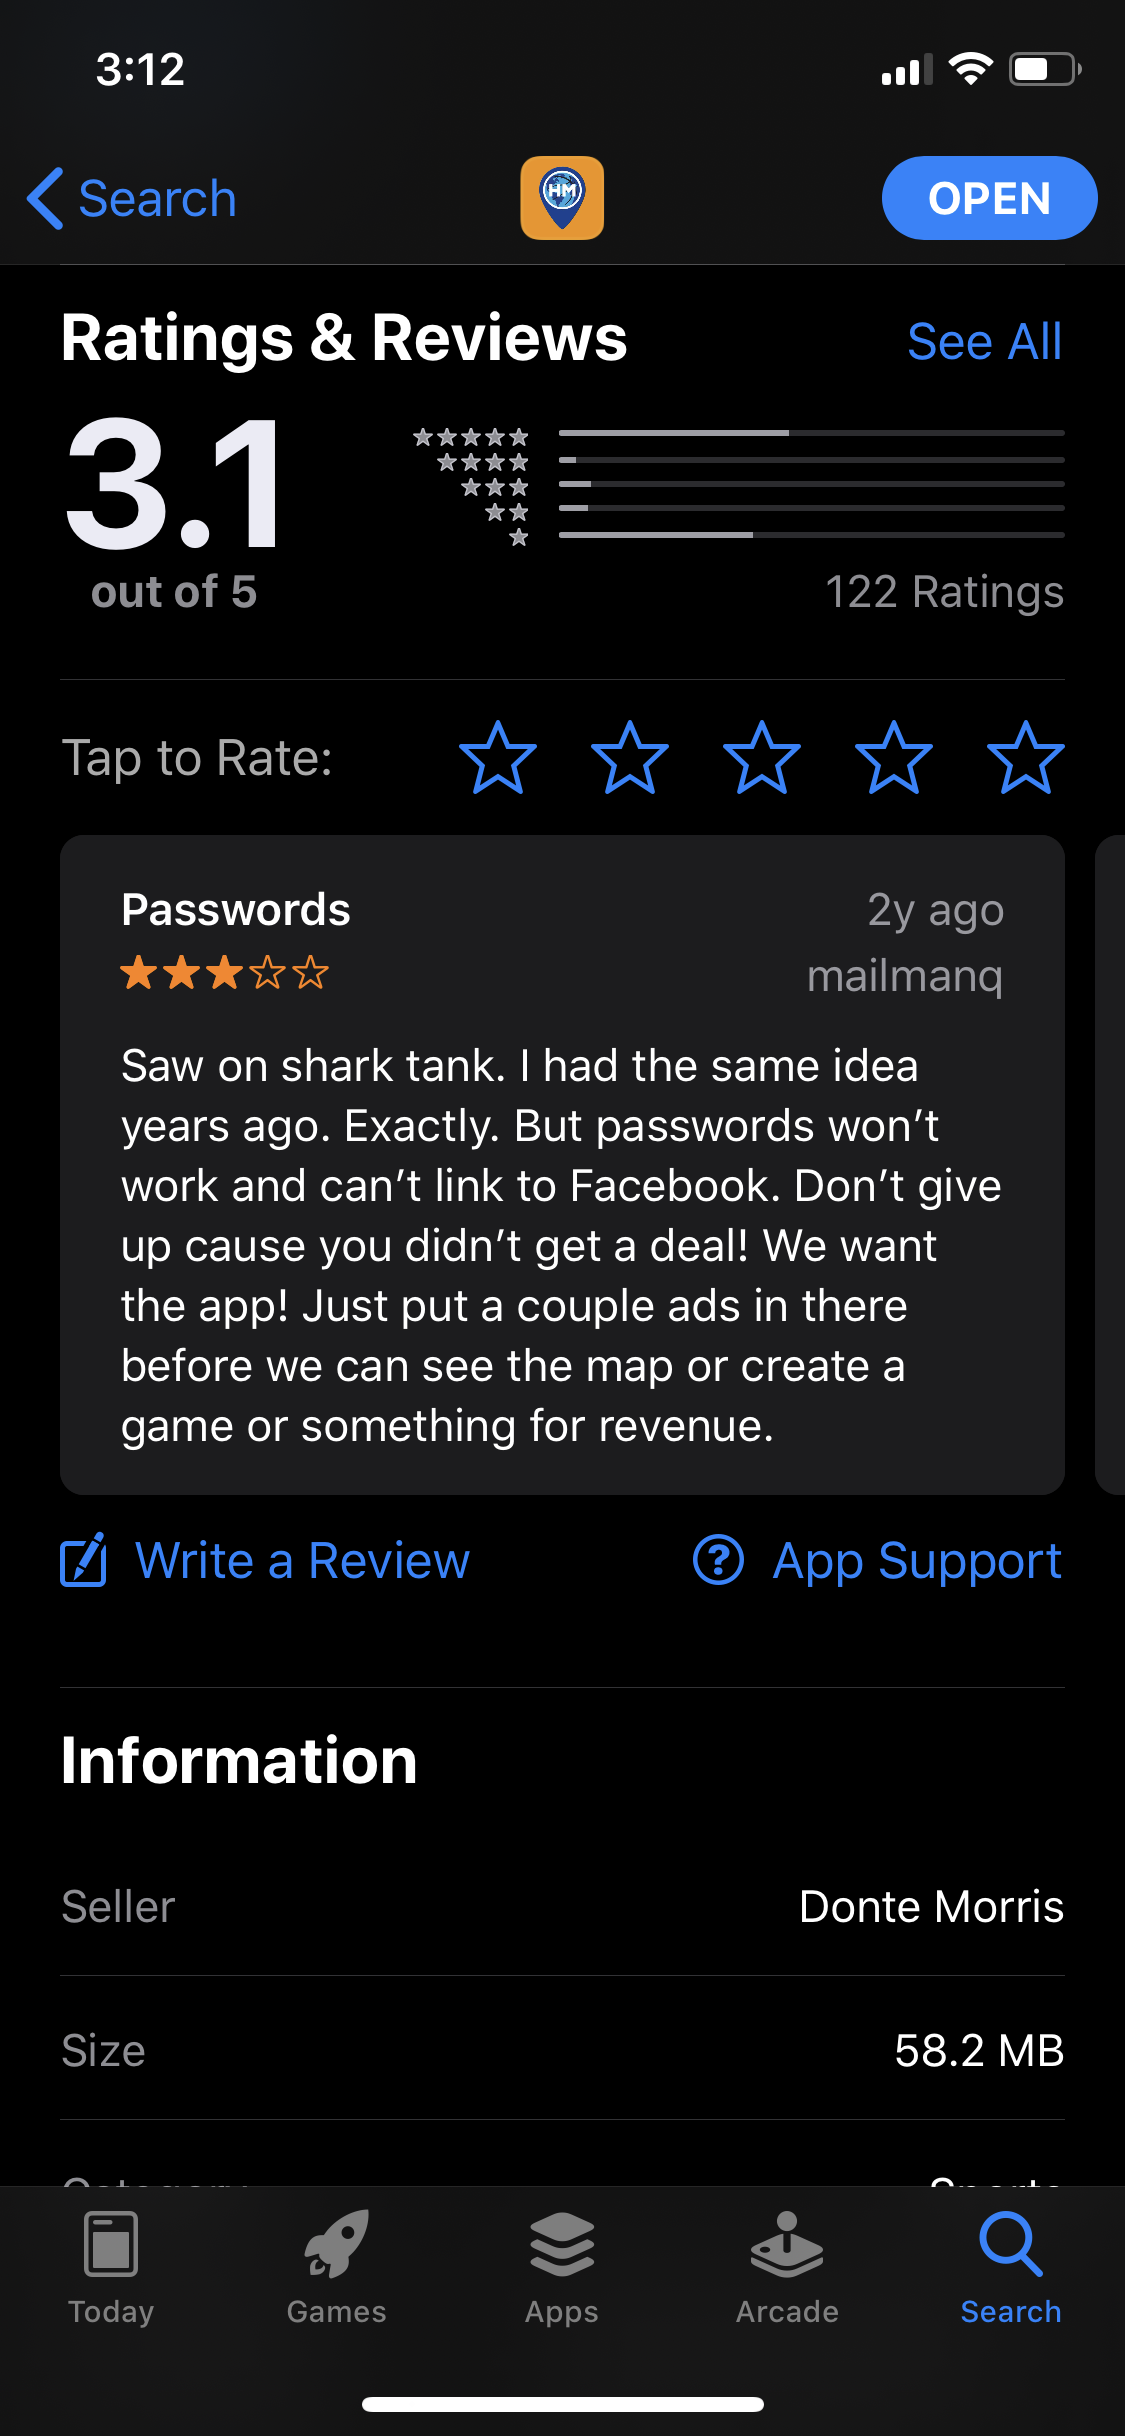 3:12
Search
HM
OPEN
Ratings & Reviews
See All
3.1
out of 5
122 Ratings
Tap to Rate:
Passwords
2y ago
mailmanq
Saw on shark tank. I had the same idea
years ago. Exactly. But passwords won’t
work and can’t link to Facebook. Don’t give
up cause you didn’t get a deal! We want
the app! Just put a couple ads in there
before we can see the map or create a
game or something for revenue.
Write a Review
App Support
Information
Seller
Donte Morris
Size
58.2 MB
Category
Sports
Today
Games
Apps
Arcade
Search